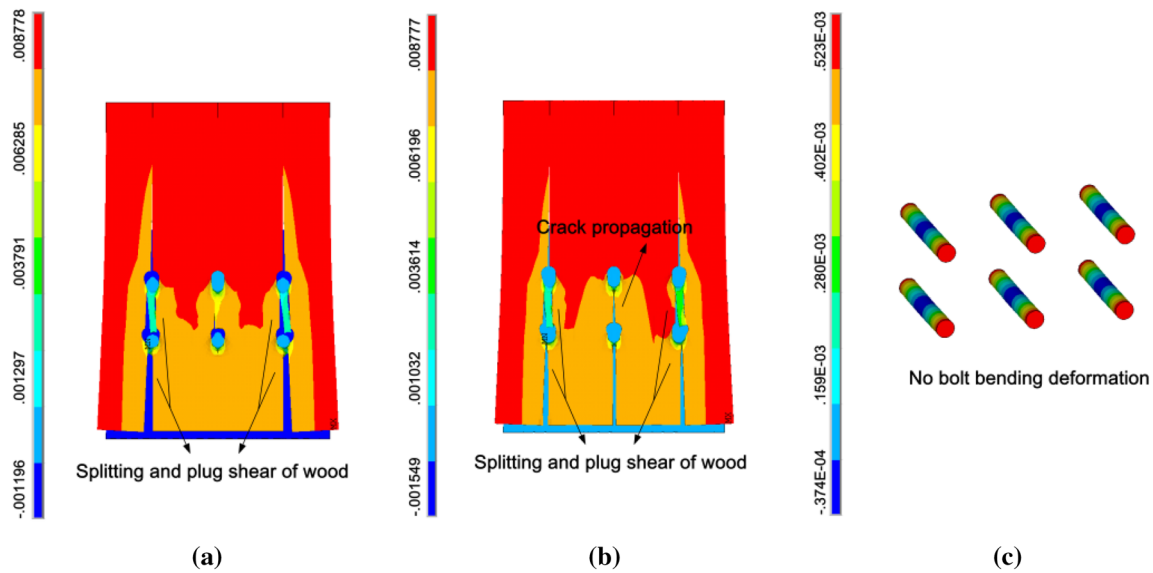 .008778
.006285
.003791
.001297
-.001196
Splitting and plug shear of wood
(a)
.008777
.006196
.003614
.001032
-.001549
Crack propagation
Splitting and plug shear of wood
(b)
.523E-03
.402E-03
.280E-03
.159E-03
-.374E-04
No bolt bending deformation
(c)